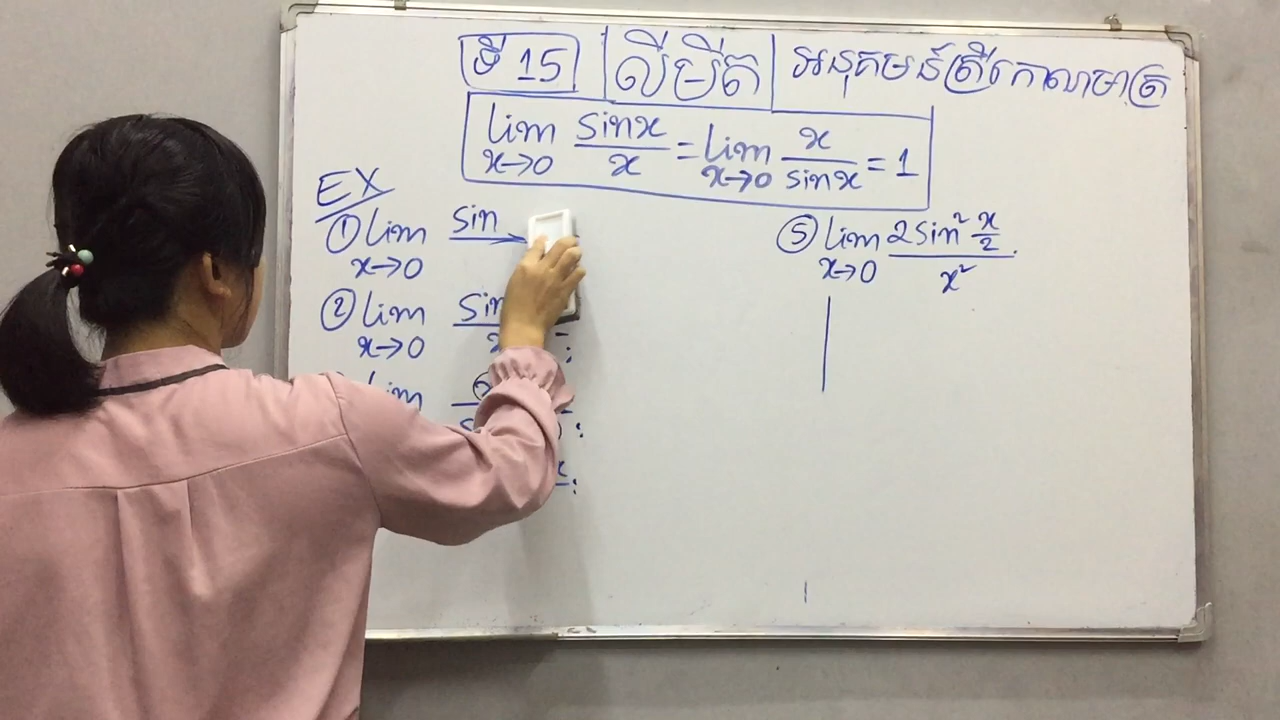 ទី 15 លីមីត អនុគមន៍ត្រីកោណមាត្រ
lim x→0 sinx/x = lim x→0 x/sinx = 1
EX
① lim x→0 sin
② lim x→0 sin
lim
⑤ lim x→0 2sin² x/2 / x²